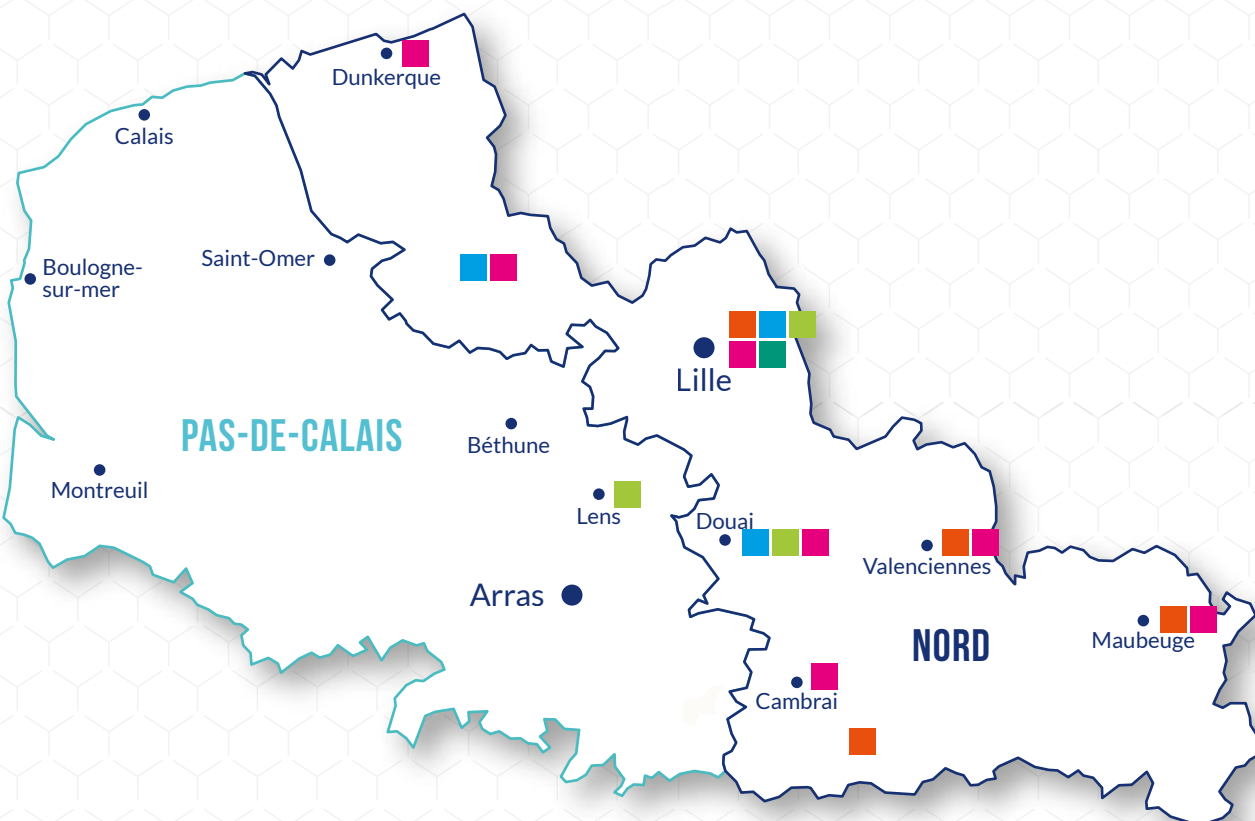 Dunkerque
Calais
Saint-Omer
Boulogne-
sur-mer
Lille
PAS-DE-CALAIS
Béthune
Montreuil
Lens
Douai
Valenciennes
Arras
NORD
Maubeuge
Cambrai